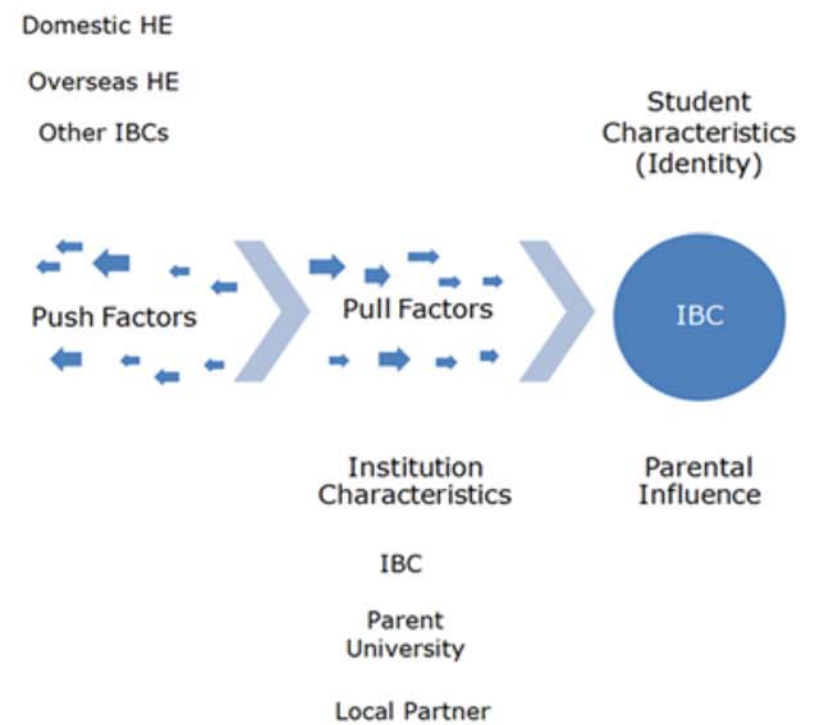 Domestic HE
Overseas HE
Other IBCs
Student
Characteristics
(Identity)
Push Factors
Pull Factors
IBC
Institution
Characteristics
Parental
Influence
IBC
Parent
University
Local Partner